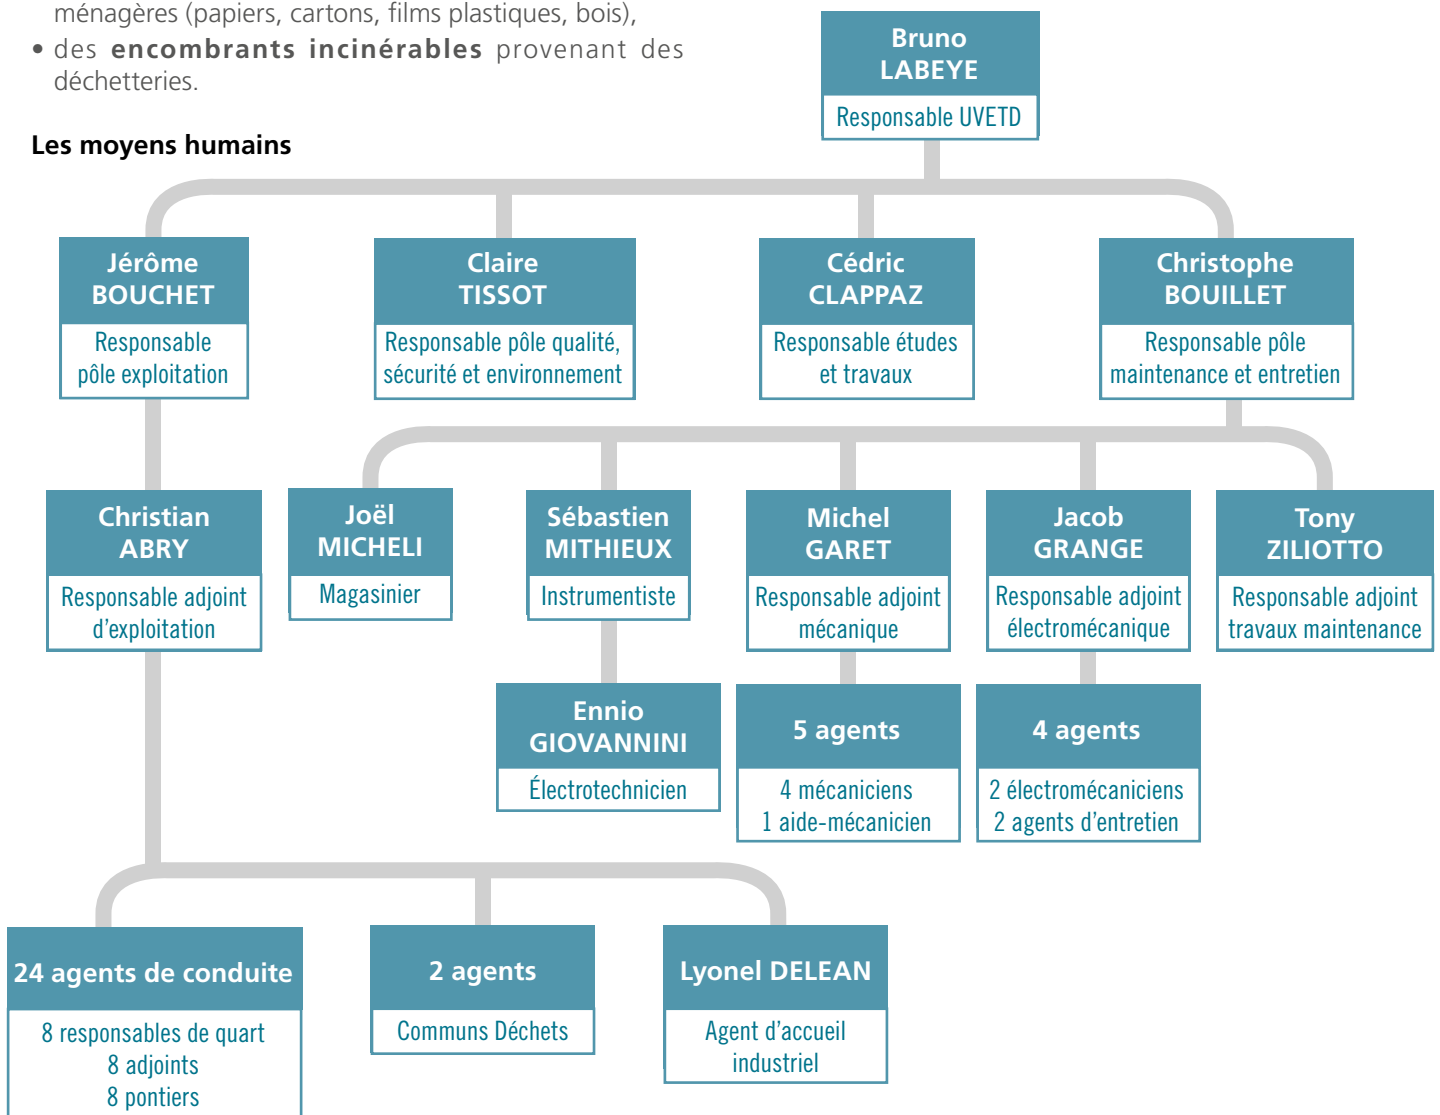 ménagères (papiers, cartons, films plastiques, bois),
• des encombrants incinérables provenant des
déchetteries.
Les moyens humains
Bruno
LABEYE
Responsable UVETD
Jérôme
BOUCHET
Responsable
pôle exploitation
Claire
TISSOT
Responsable pôle qualité,
sécurité et environnement
Cédric
CLAPPAZ
Responsable études
et travaux
Christophe
BOUILLET
Responsable pôle
maintenance et entretien
Christian
ABRY
Responsable adjoint
d'exploitation
Joël
MICHELI
Magasinier
Sébastien
MITHIEUX
Instrumentiste
Michel
GARET
Responsable adjoint
mécanique
Jacob
GRANGE
Responsable adjoint
électromécanique
Tony
ZILIOTTO
Responsable adjoint
travaux maintenance
Ennio
GIOVANNINI
Électrotechnicien
5 agents
4 mécaniciens
1 aide-mécanicien
4 agents
2 électromécaniciens
2 agents d'entretien
24 agents de conduite
8 responsables de quart
8 adjoints
8 pontiers
2 agents
Communs Déchets
Lyonel DELEAN
Agent d'accueil
industriel